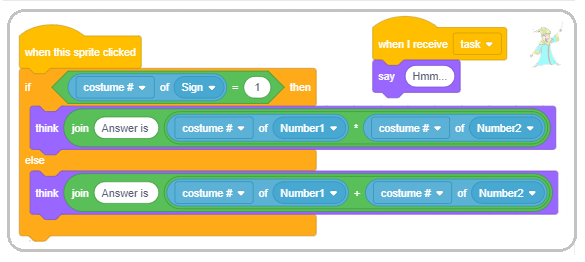 when this sprite clicked
if costume # of Sign = 1 then
think join Answer is costume # of Number1 * costume # of Number2
else
think join Answer is costume # of Number1 + costume # of Number2
when I receive task
say Hmm...